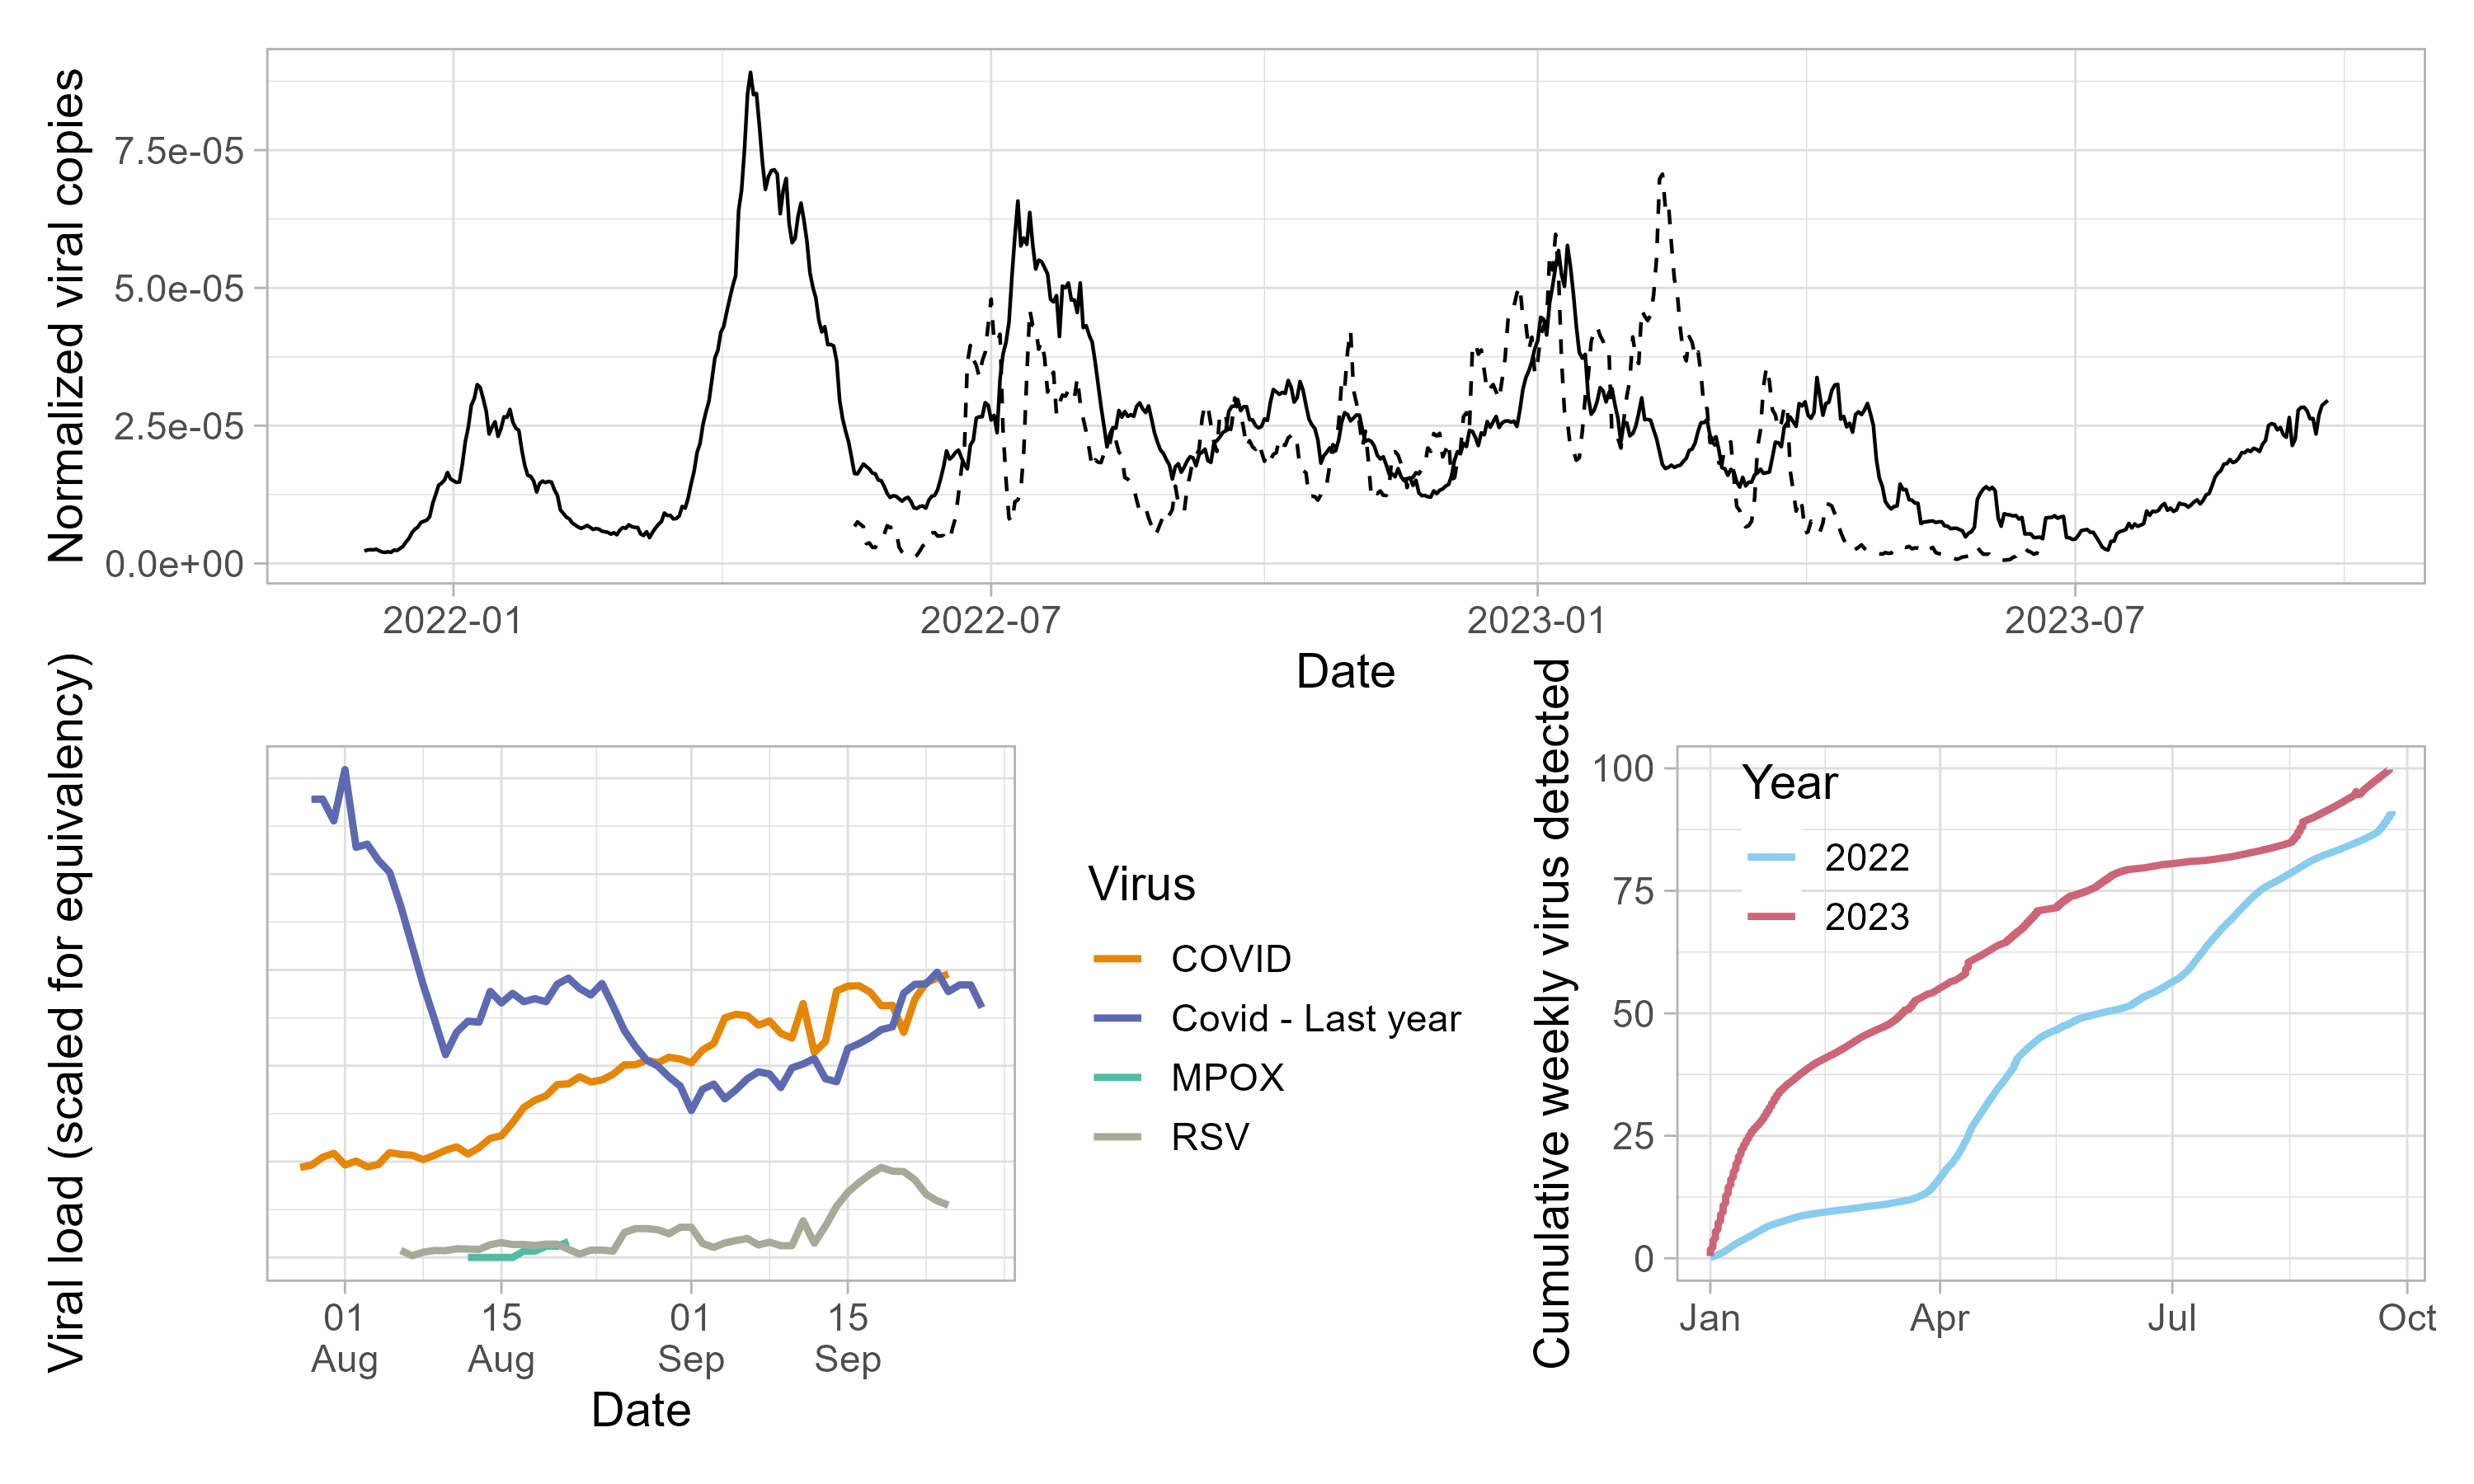 Normalized viral copies
7.5e-05
5.0e-05
2.5e-05
0.0e+00
2022-01
2022-07
2023-01
2023-07
Date
Viral load (scaled for equivalency)
01
Aug
15
Aug
01
Sep
15
Sep
Date
Virus
COVID
Covid - Last year
MPOX
RSV
Cumulative weekly virus detected
100
75
50
25
0
Year
2022
2023
Jan
Apr
Jul
Oct